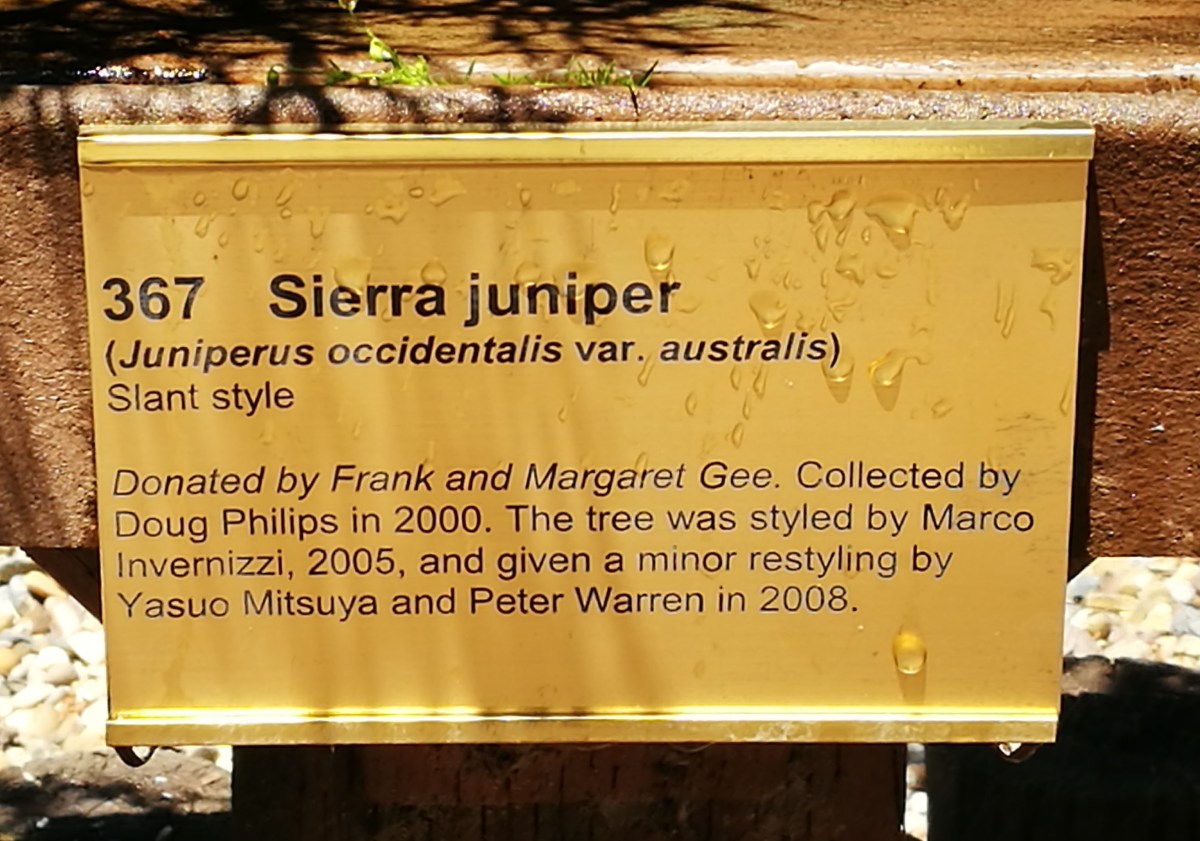 367 Sierra juniper
(Juniperus occidentalis var. australis)
Slant style
Donated by Frank and Margaret Gee. Collected by
Doug Philips in 2000. The tree was styled by Marco
Invernizzi, 2005, and given a minor restyling by
Yasuo Mitsuya and Peter Warren in 2008.